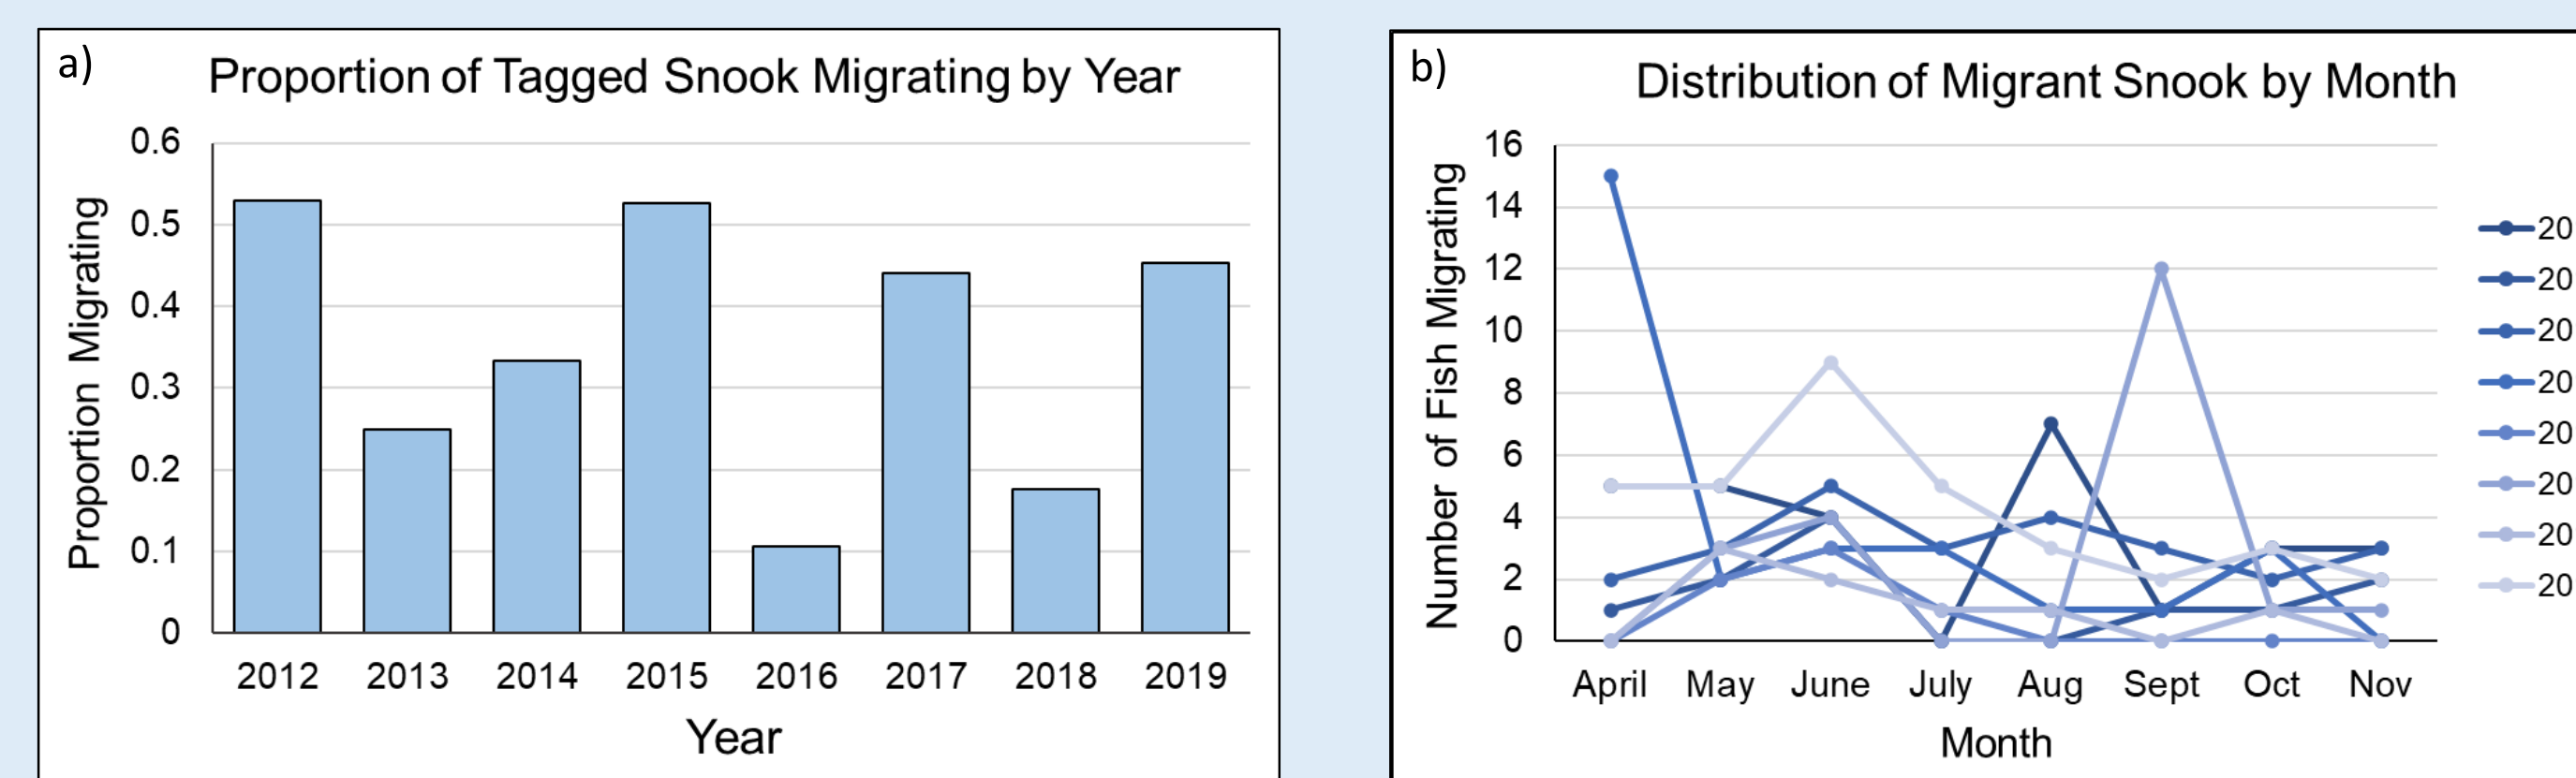 a)
Proportion of Tagged Snook Migrating by Year
Proportion Migrating
0.6
0.5
0.4
0.3
0.2
0.1
0
2012 2013 2014 2015 2016 2017 2018 2019
Year
b)
Distribution of Migrant Snook by Month
Number of Fish Migrating
16
14
12
10
8
6
4
2
0
April May June July Aug Sept Oct Nov
Month
20
20
20
20
20
20
20
20